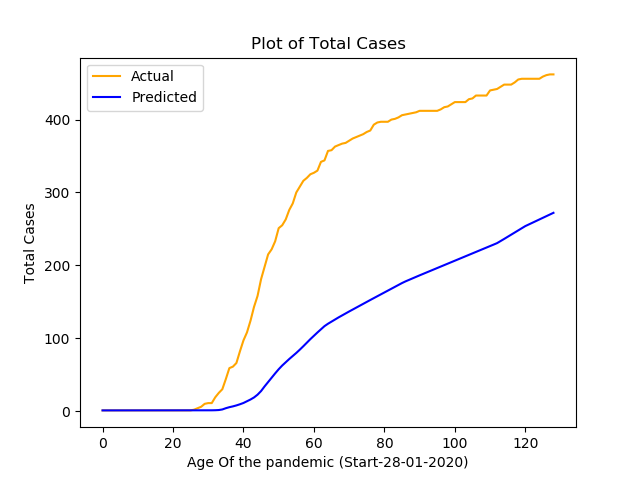 Plot of Total Cases
Actual
Predicted
Total Cases
400
300
200
100
0
0 20 40 60 80 100 120
Age Of the pandemic (Start-28-01-2020)